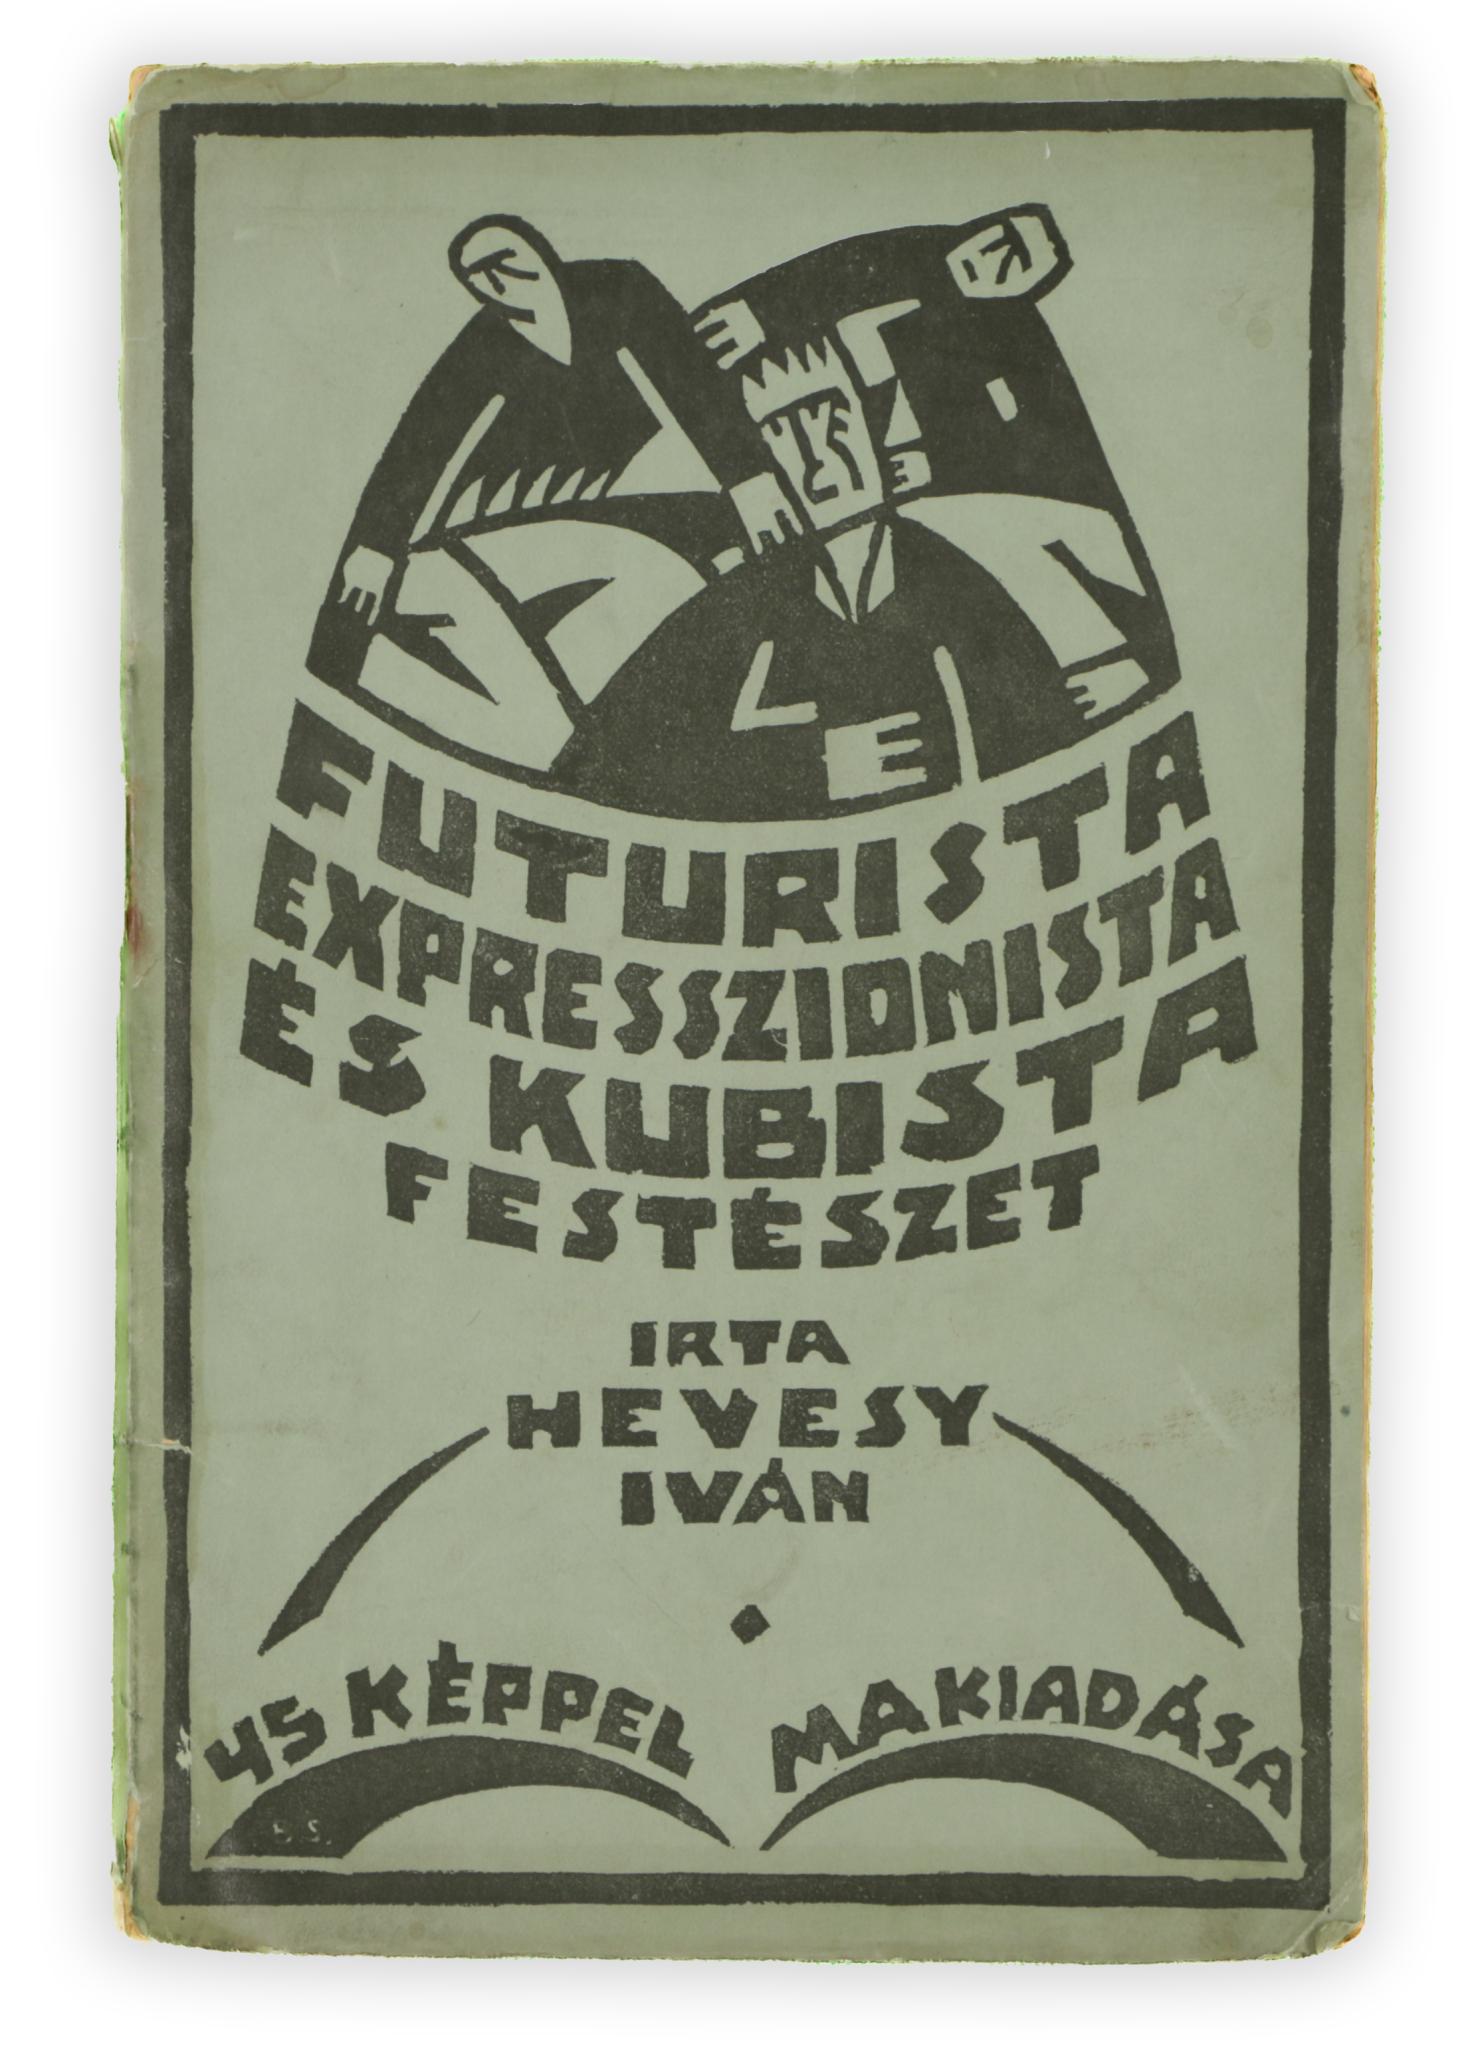 FUTURISTA
EXPRESSZIONISTA
ÉS KUBISTA
FESTÉSZET
IRTA
HEVESY
IVÁN
45 KÉPPEL
MA KIADÁSA
B. S.